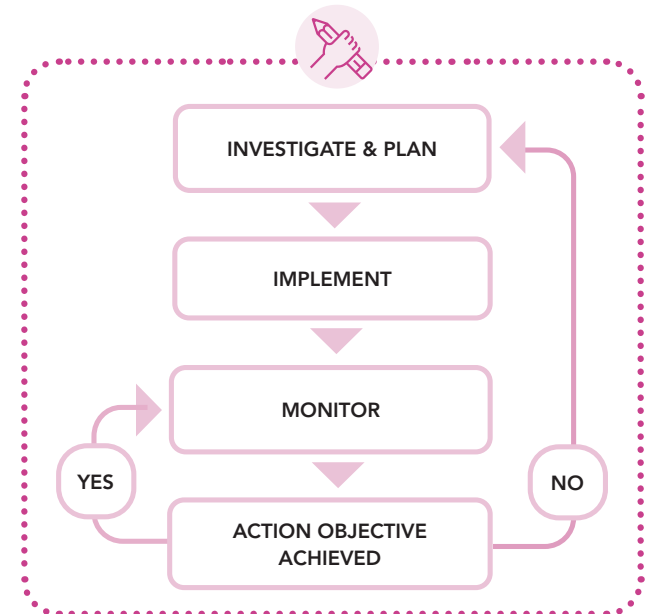 INVESTIGATE & PLAN
IMPLEMENT
MONITOR
YES
NO
ACTION OBJECTIVE
ACHIEVED